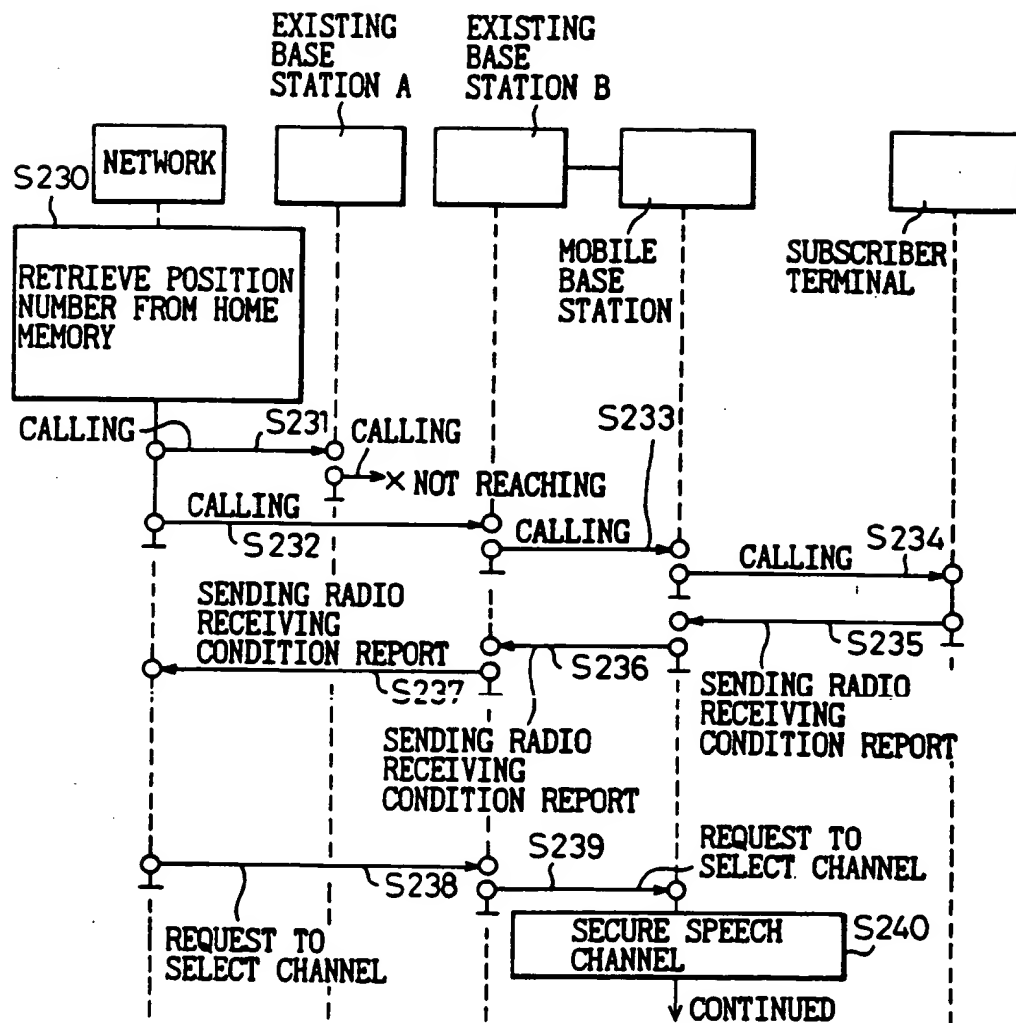 EXISTING
BASE
STATION A
EXISTING
BASE
STATION B
S230
NETWORK
MOBILE
BASE
STATION
SUBSCRIBER
TERMINAL
RETRIEVE POSITION
NUMBER FROM HOME
MEMORY
CALLING
S231
CALLING
NOT REACHING
S233
CALLING
S232
CALLING
CALLING
S234
SENDING RADIO
RECEIVING
CONDITION REPORT
S237
S236
S235
SENDING RADIO
RECEIVING
CONDITION REPORT
SENDING RADIO
RECEIVING
CONDITION REPORT
S238
S239
REQUEST TO
SELECT CHANNEL
REQUEST TO
SELECT CHANNEL
SECURE SPEECH
CHANNEL
S240
CONTINUED